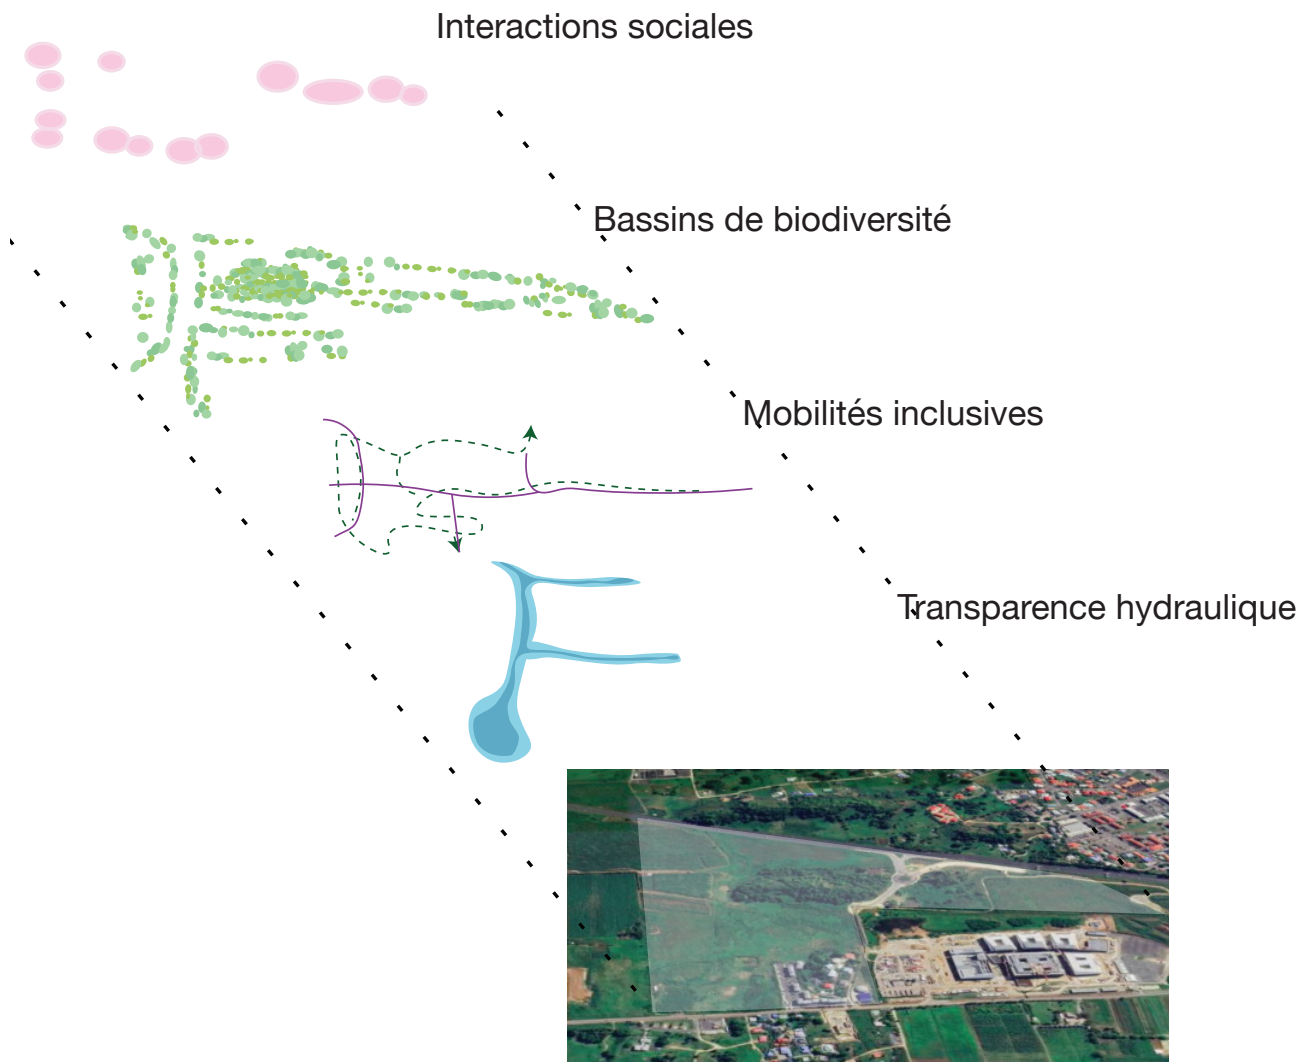 Interactions sociales
Bassins de biodiversité
Mobilités inclusives
Transparence hydraulique